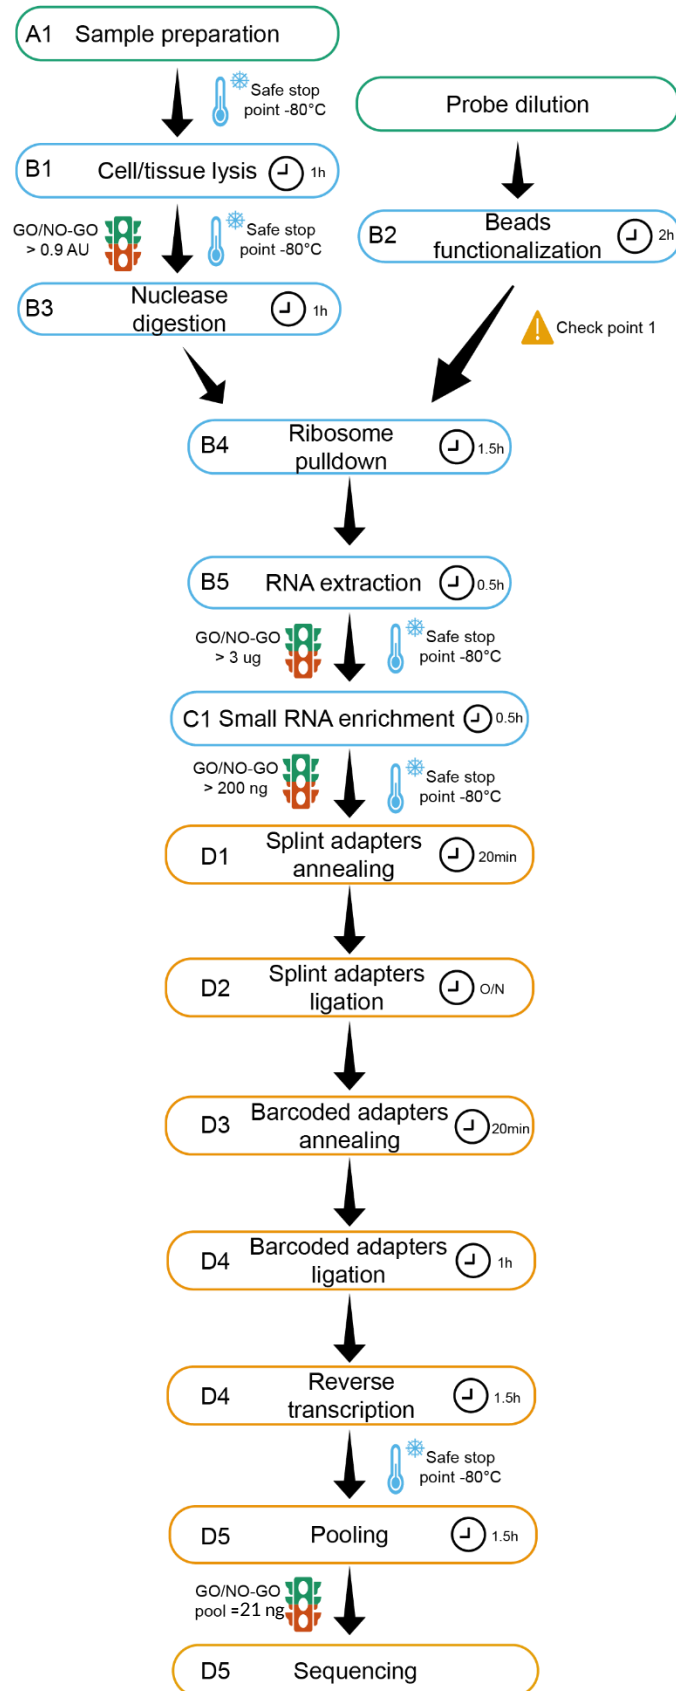 A1 Sample preparation
Safe stop
point -80°C
Probe dilution
B1 Cell/tissue lysis 1h
GO/NO-GO
> 0.9 AU
Safe stop
point -80°C
B2 Beads
functionalization 2h
B3 Nuclease
digestion 1h
Check point 1
B4 Ribosome
pulldown 1.5h
B5 RNA extraction 0.5h
GO/NO-GO
> 3 ug
Safe stop
point -80°C
C1 Small RNA enrichment 0.5h
GO/NO-GO
> 200 ng
Safe stop
point -80°C
D1 Splint adapters
annealing 20min
D2 Splint adapters
ligation O/N
D3 Barcoded adapters
annealing 20min
D4 Barcoded adapters
ligation 1h
D4 Reverse
transcription 1.5h
Safe stop
point -80°C
D5 Pooling 1.5h
GO/NO-GO
pool =21 ng
D5 Sequencing